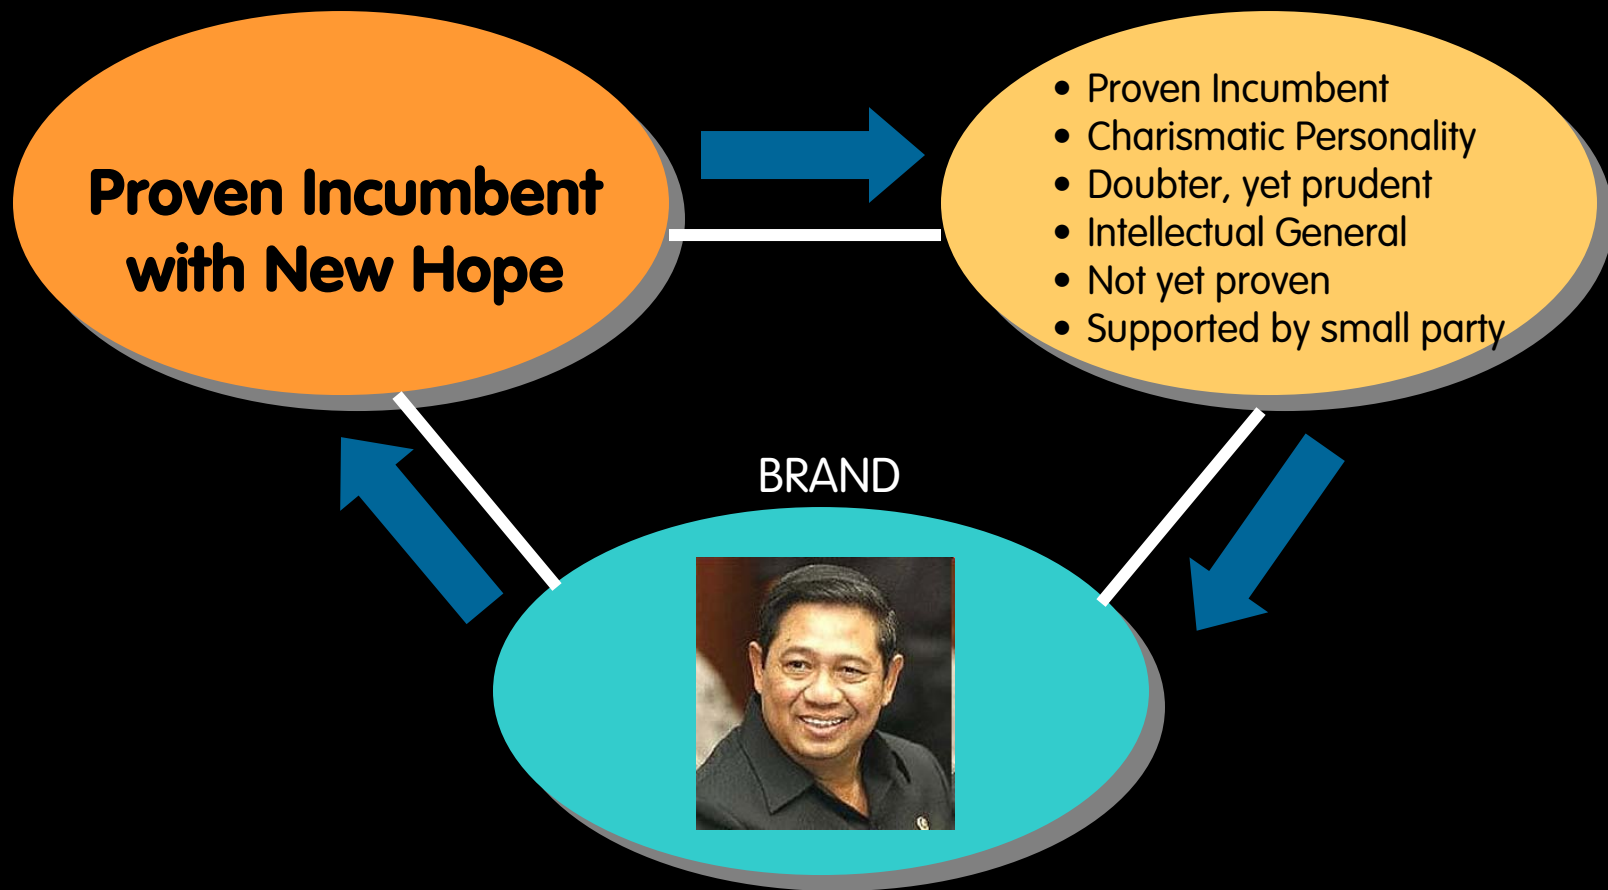 Proven Incumbent
with New Hope
• Proven Incumbent
• Charismatic Personality
• Doubter, yet prudent
• Intellectual General
• Not yet proven
• Supported by small party
BRAND